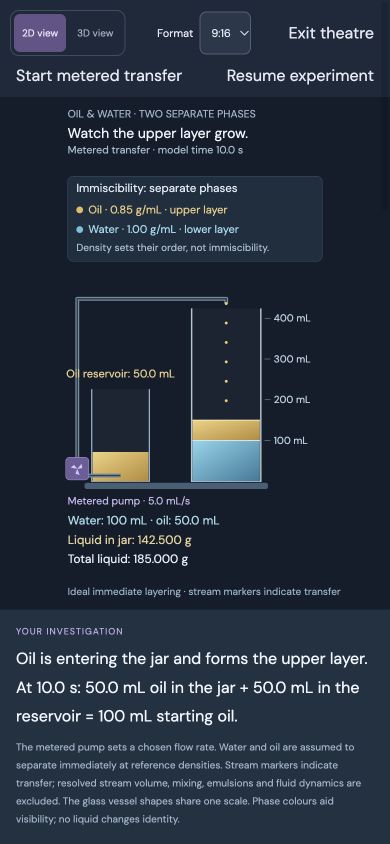 2D view
3D view
Format
9:16
Exit theatre
Start metered transfer
Resume experiment
OIL & WATER · TWO SEPARATE PHASES
Watch the upper layer grow.
Metered transfer · model time 10.0 s
Immiscibility: separate phases
Oil · 0.85 g/mL · upper layer
Water · 1.00 g/mL · lower layer
Density sets their order, not immiscibility.
400 mL
300 mL
Oil reservoir: 50.0 mL
200 mL
100 mL
Metered pump · 5.0 mL/s
Water: 100 mL · oil: 50.0 mL
Liquid in jar: 142.500 g
Total liquid: 185.000 g
Ideal immediate layering · stream markers indicate transfer
YOUR INVESTIGATION
Oil is entering the jar and forms the upper layer.
At 10.0 s: 50.0 mL oil in the jar + 50.0 mL in the
reservoir = 100 mL starting oil.
The metered pump sets a chosen flow rate. Water and oil are assumed to
separate immediately at reference densities. Stream markers indicate
transfer; resolved stream volume, mixing, emulsions and fluid dynamics are
excluded. The glass vessel shapes share one scale. Phase colours aid
visibility; no liquid changes identity.